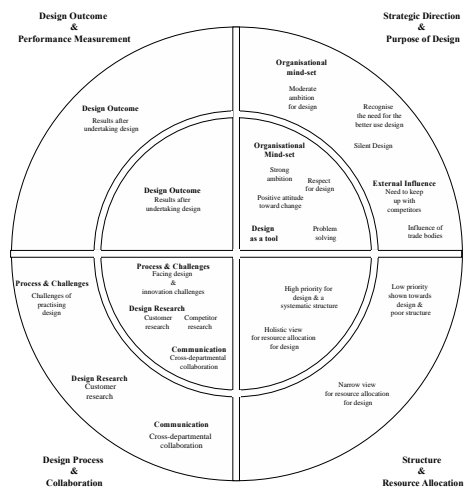 Design Outcome
&
Performance Measurement
Strategic Direction
&
Purpose of Design
Organisational
mind-set
Moderate
ambition
for design
Recognise
the need for the
better use design
Silent Design
External Influence
Need to keep
up with
competitors
Influence of
trade bodies
Design Outcome
Results after
undertaking design
Organisational
Mind-set
Strong
ambition
Respect
for design
Positive attitude
toward change
Design
as a tool
Problem
solving
Design Outcome
Results after
undertaking design
Process & Challenges
Challenges of
practising
design
Process & Challenges
Facing design
&
innovation challenges
Design Research
Customer
research
Competitor
research
Communication
Cross-departmental
collaboration
High priority for
design & a
systematic structure
Holistic view
for resource allocation
for design
Low priority
shown towards
design &
poor structure
Design Research
Customer
research
Communication
Cross-departmental
collaboration
Narrow view
for resource allocation
for design
Design Process
&
Collaboration
Structure
&
Resource Allocation